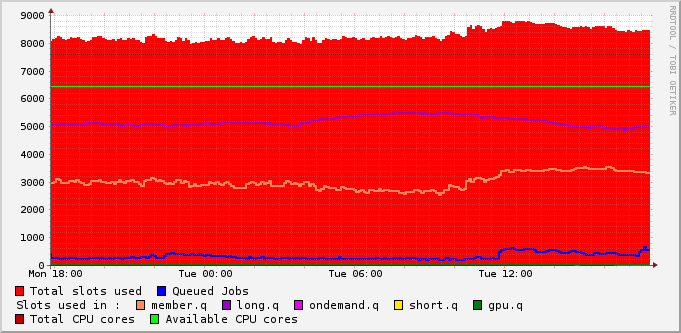 9000
8000
7000
6000
5000
4000
3000
2000
1000
0
Mon 18:00 Tue 00:00 Tue 06:00 Tue 12:00
Total slots used Queued Jobs
Slots used in : member.q long.q ondemand.q short.q gpu.q
Total CPU cores Available CPU cores
RRDTOOL / TOBI OETIKER